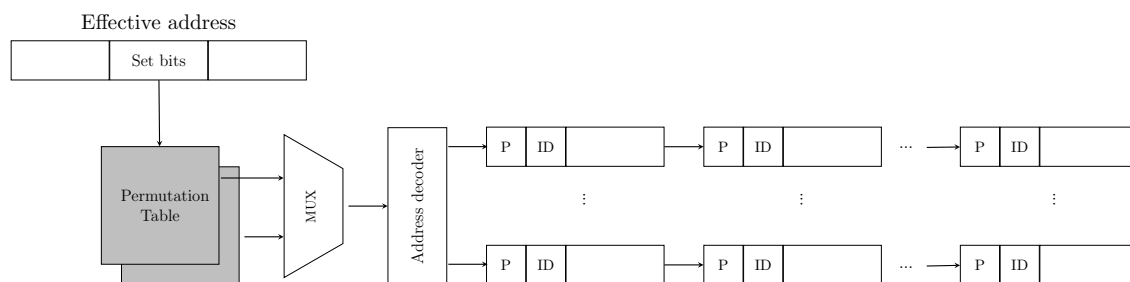 Effective address
Set bits
Permutation
Table
MUX
Address decoder
P ID P ID ... P ID
⋮ ⋮ ⋮
P ID P ID ... P ID